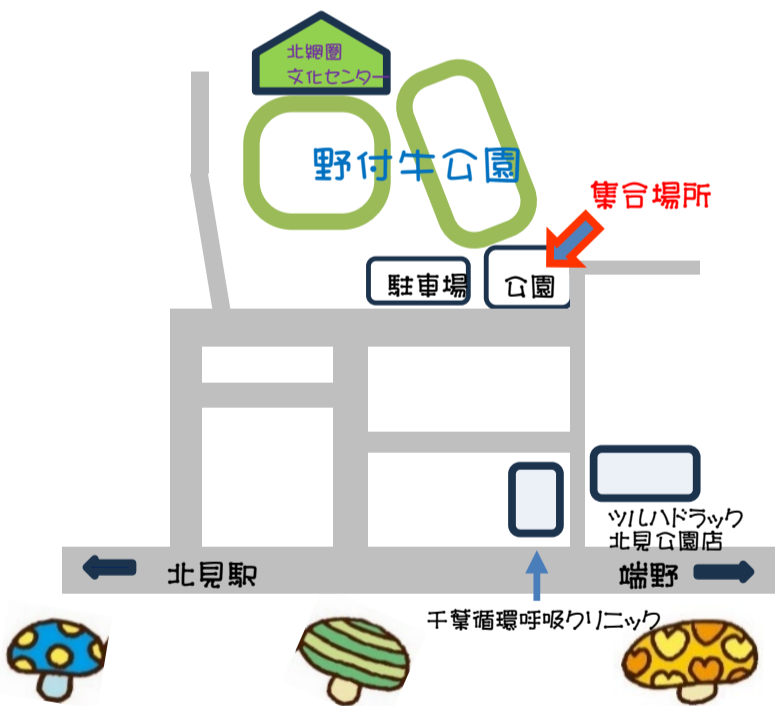 北網圏
文化センター
野付牛公園
集合場所
駐車場
公園
ツルハドラック
北見公園店
北見駅
端野
千葉循環呼吸クリニック